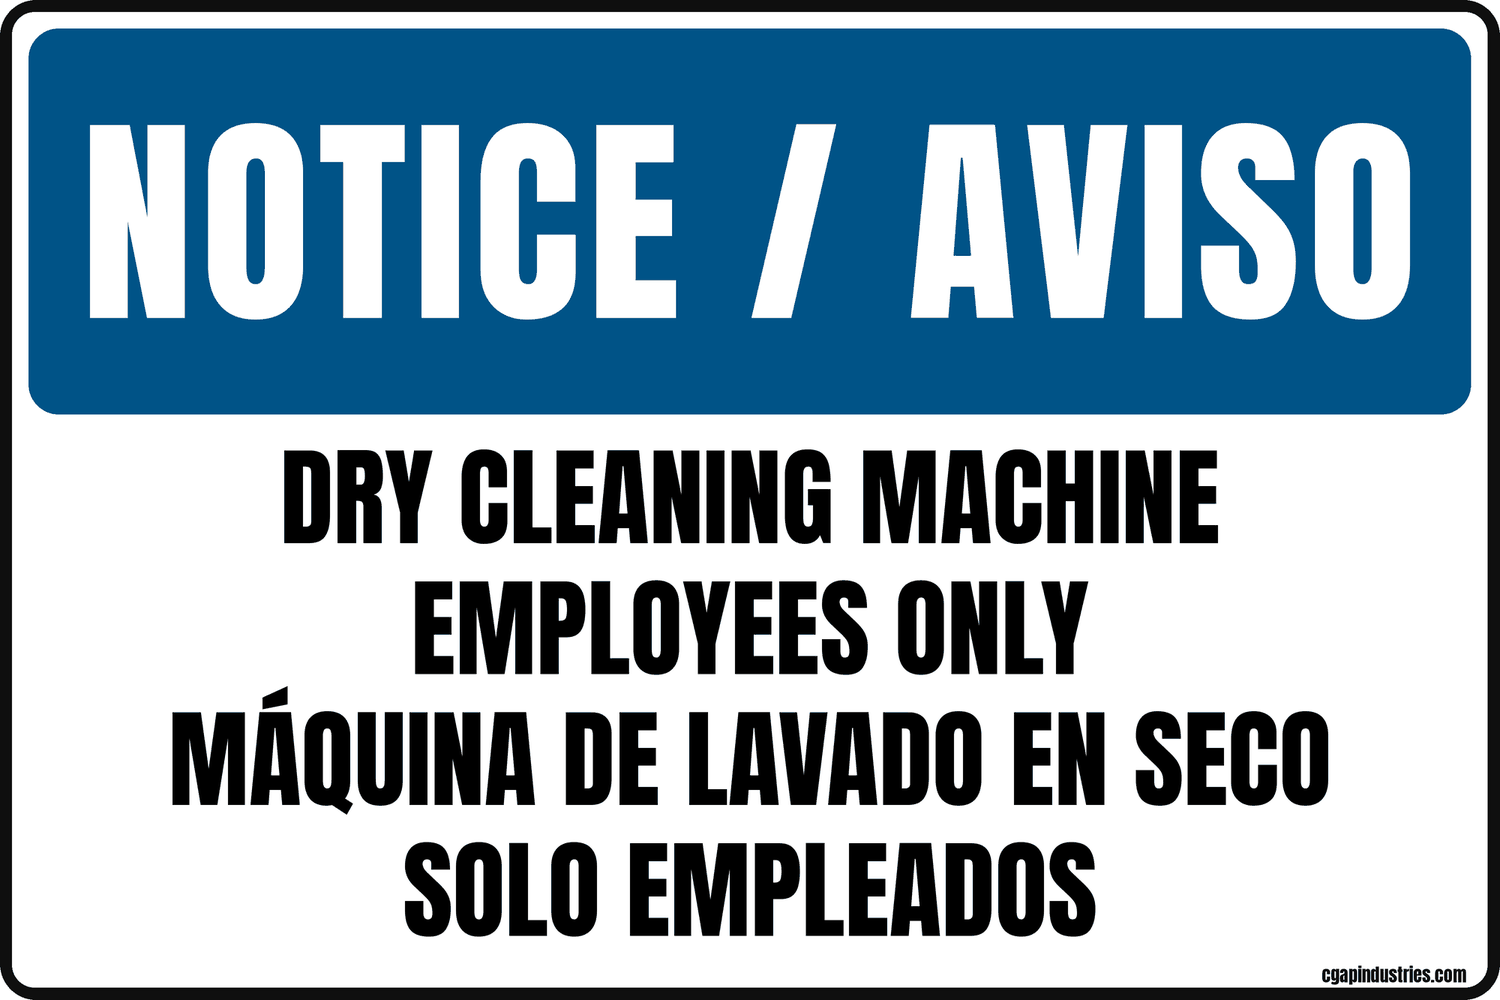 NOTICE / AVISO
DRY CLEANING MACHINE
EMPLOYEES ONLY
MÁQUINA DE LAVADO EN SECO
SOLO EMPLEADOS
cgapindustries.com